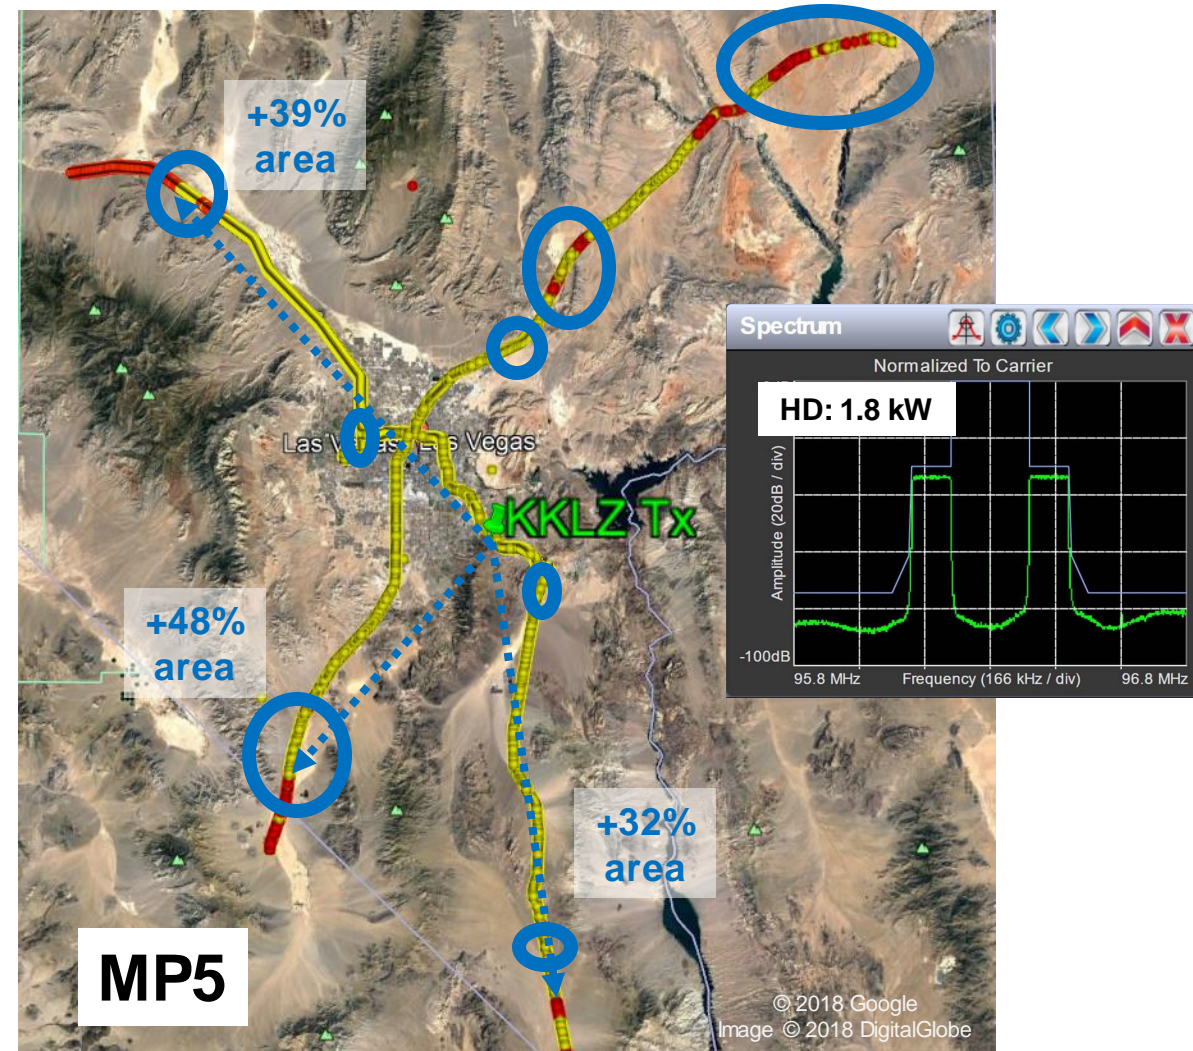 +39%
area
Spectrum
Normalized To Carrier
HD: 1.8 kW
Amplitude (20dB / div)
-100dB
95.8 MHz
Frequency (166 kHz / div)
96.8 MHz
Las Vegas
Las Vegas
KKLZ Tx
+48%
area
+32%
area
MP5
© 2018 Google
Image © 2018 DigitalGlobe